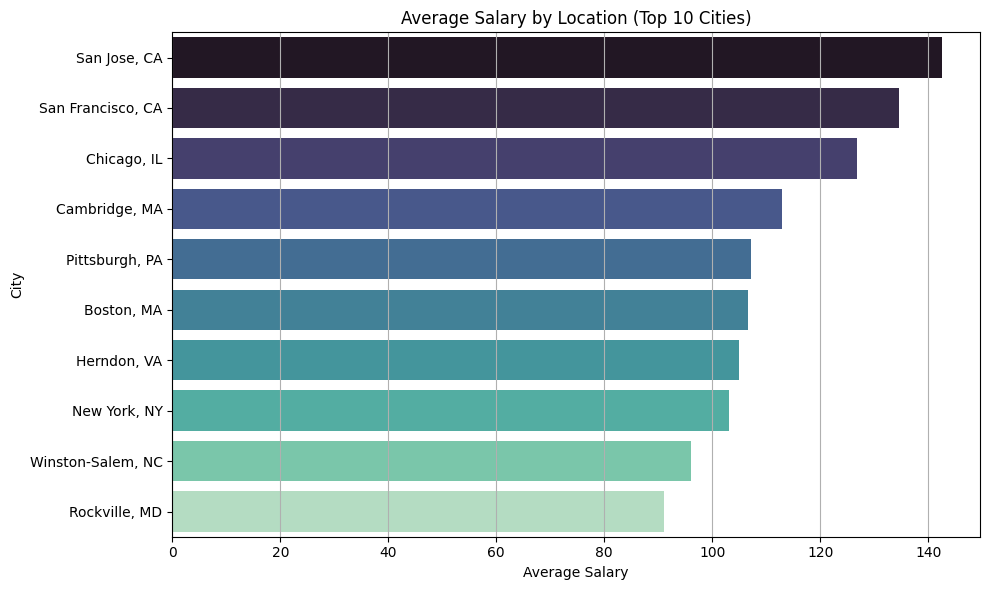 Average Salary by Location (Top 10 Cities)
City
San Jose, CA
San Francisco, CA
Chicago, IL
Cambridge, MA
Pittsburgh, PA
Boston, MA
Herndon, VA
New York, NY
Winston-Salem, NC
Rockville, MD
0 20 40 60 80 100 120 140
Average Salary